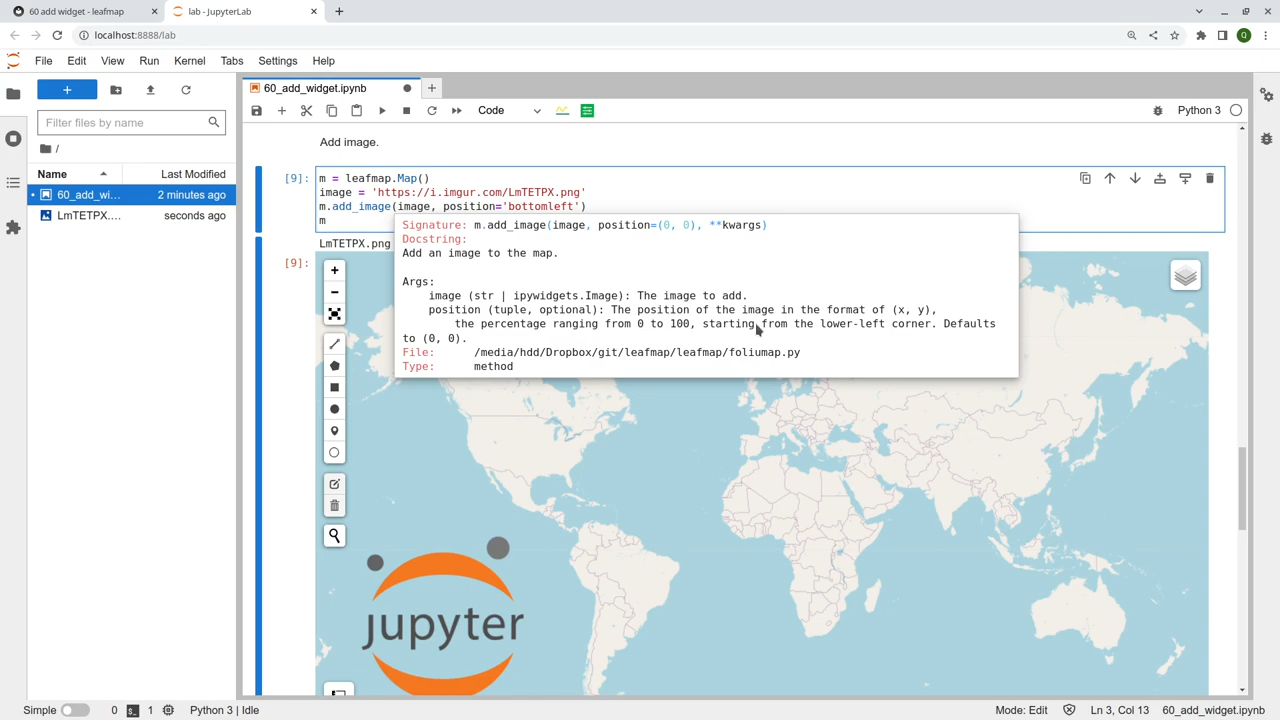 60 add widget - leafmap
lab - JupyterLab
localhost:8888/lab
Q
File Edit View Run Kernel Tabs Settings Help
+
Filter files by name
/
Name
Last Modified
60_add_wi... 2 minutes ago
LmTETPX.... seconds ago
60_add_widget.ipynb
Code
Python 3
Add image.
[9]:
m = leafmap.Map()
image = 'https://i.imgur.com/LmTETPX.png'
m.add_image(image, position='bottomleft')
m
Signature: m.add_image(image, position=(0, 0), **kwargs)
Docstring:
Add an image to the map.
Args:
image (str | ipywidgets.Image): The image to add.
position (tuple, optional): The position of the image in the format of (x, y),
the percentage ranging from 0 to 100, starting from the lower-left corner. Defaults
to (0, 0).
File: /media/hdd/Dropbox/git/leafmap/leafmap/foliumap.py
Type: method
LmTETPX.png
[9]:
+
−
jupyter
Simple
0
1
Python 3 | Idle
Mode: Edit
Ln 3, Col 13
60_add_widget.ipynb